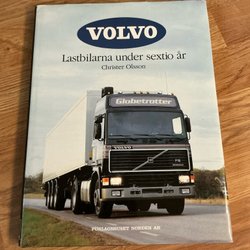 VOLVO
Lastbilarna under sextio år
Christer Olsson
Globetrotter
VOLVO
F12
FÖRLAGSHUSET NORDEN AB